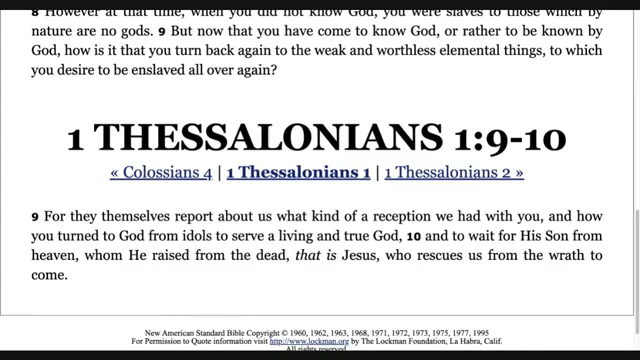 8 However at that time, when you did not know God, you were slaves to those which by
nature are no gods. 9 But now that you have come to know God, or rather to be known by
God, how is it that you turn back again to the weak and worthless elemental things, to which
you desire to be enslaved all over again?
1 THESSALONIANS 1:9-10
« Colossians 4 | 1 Thessalonians 1 | 1 Thessalonians 2 »
9 For they themselves report about us what kind of a reception we had with you, and how
you turned to God from idols to serve a living and true God, 10 and to wait for His Son from
heaven, whom He raised from the dead, that is Jesus, who rescues us from the wrath to
come.
New American Standard Bible Copyright © 1960, 1962, 1963, 1968, 1971, 1972, 1973, 1975, 1977, 1995
For Permission to Quote information visit http://www.lockman.org by The Lockman Foundation, La Habra, Calif.
All rights reserved.